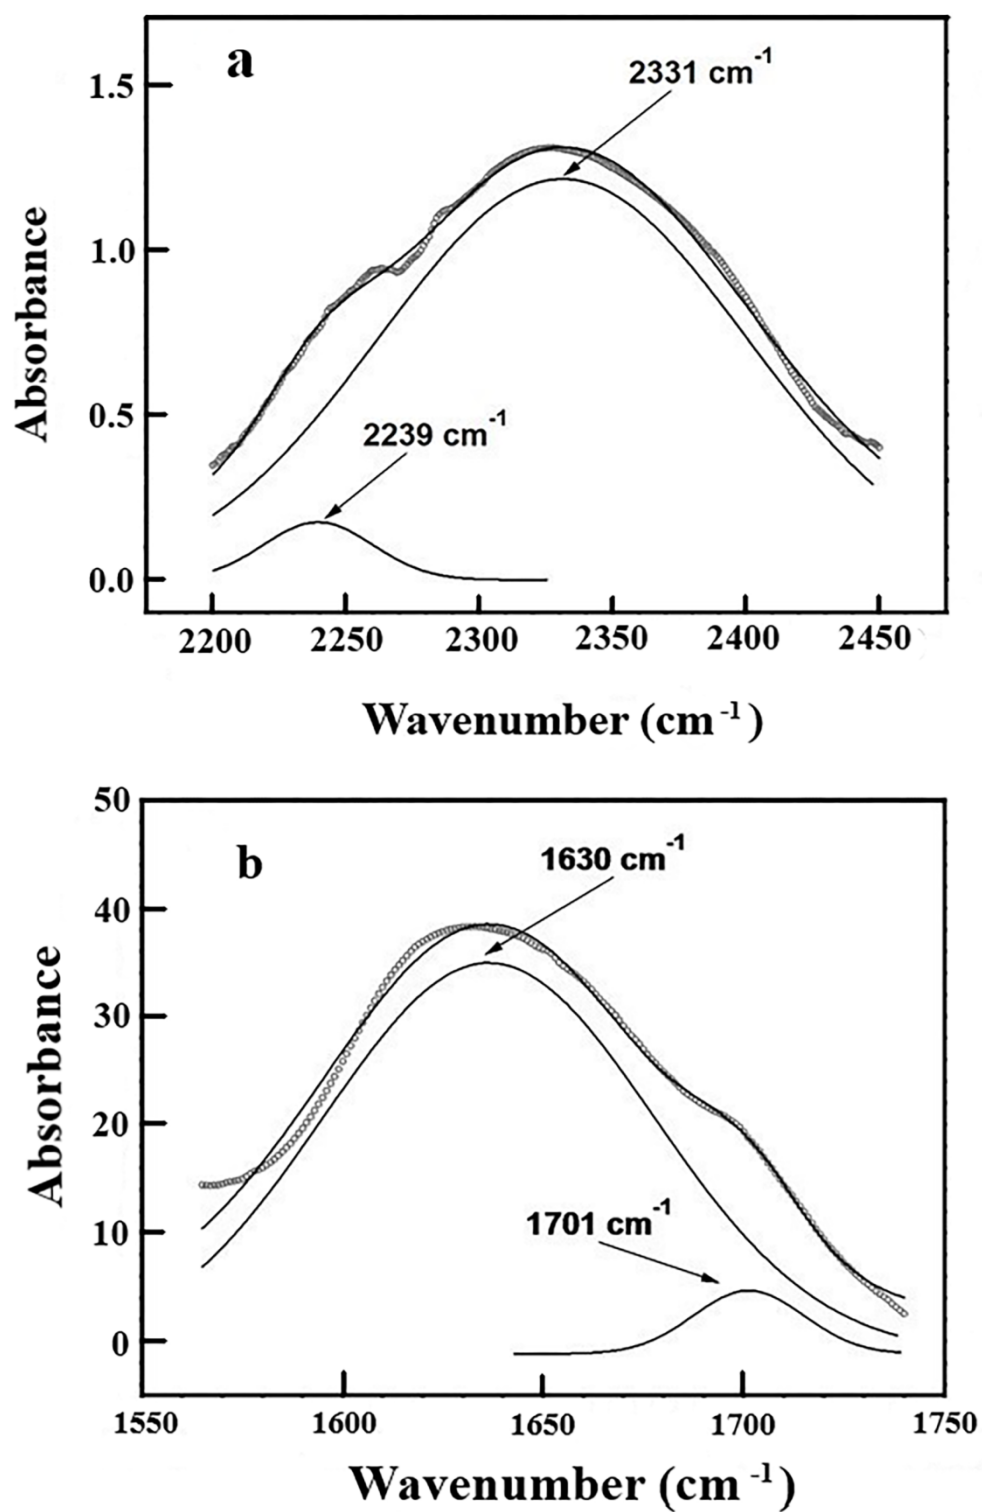 a
2331 cm⁻¹
1.5
1.0
0.5
0.0
Absorbance
2239 cm⁻¹
2200 2250 2300 2350 2400 2450
Wavenumber (cm⁻¹)
50
40
30
20
10
0
Absorbance
b
1630 cm⁻¹
1701 cm⁻¹
1550 1600 1650 1700 1750
Wavenumber (cm⁻¹)